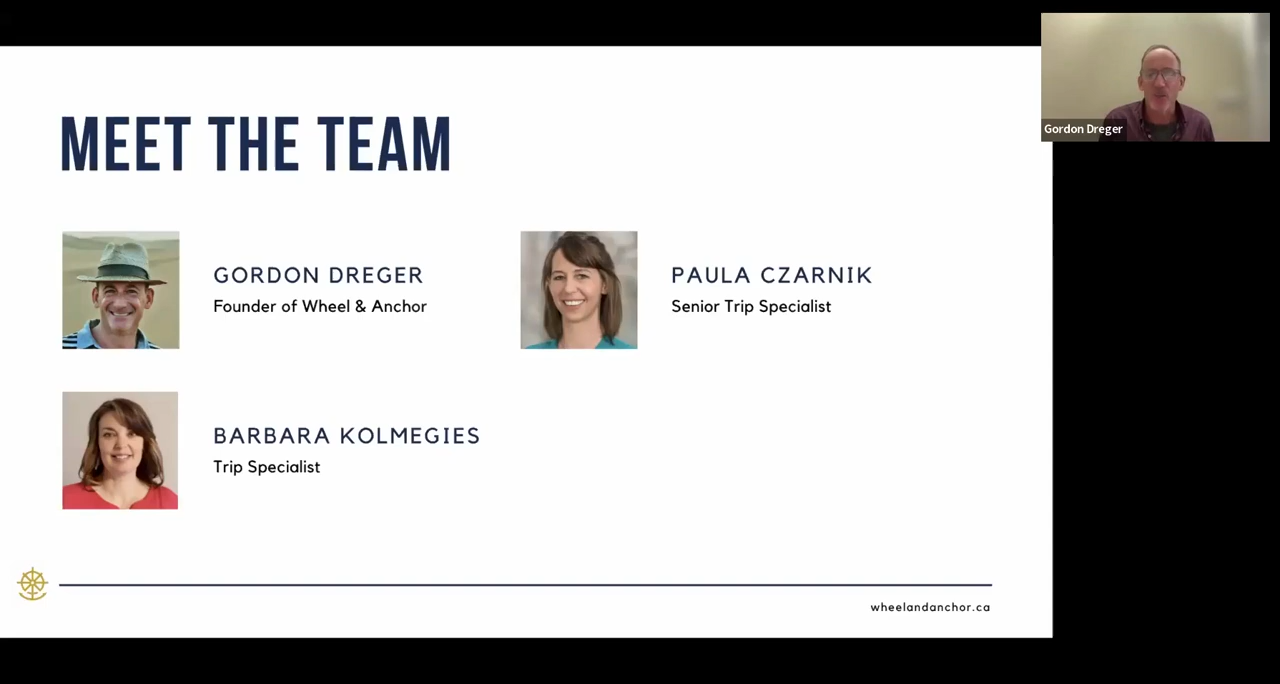 MEET THE TEAM
GORDON DREGER
Founder of Wheel & Anchor
PAULA CZARNIK
Senior Trip Specialist
BARBARA KOLMEGIES
Trip Specialist
wheelandanchor.ca
Gordon Dreger